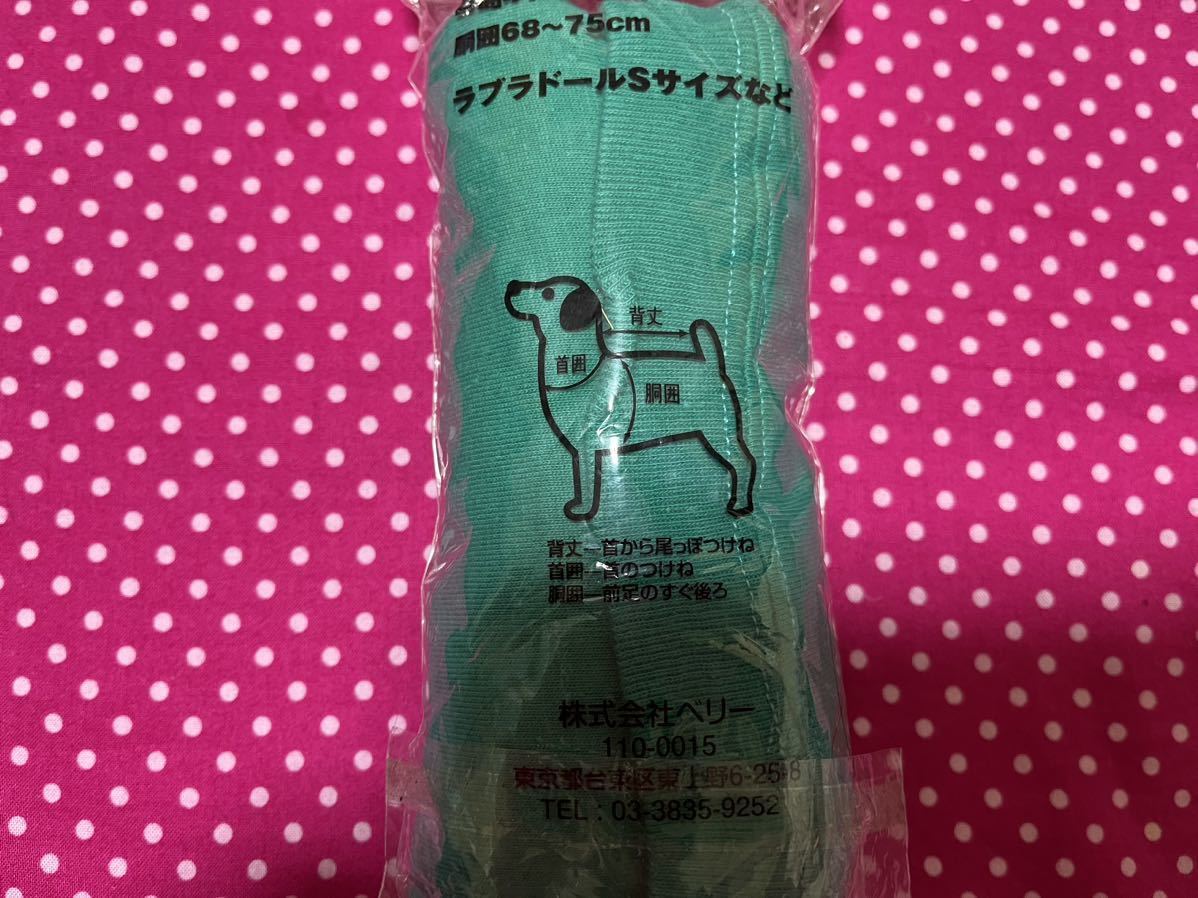 胴囲68〜75cm
ラブラドールSサイズなど
背丈
首囲
胴囲
背丈—首から尾っぽつけね
首囲—首のつけね
胴囲—前足のすぐ後ろ
株式会社ベリー
110-0015
東京都台東区東上野6-25-8
TEL：03-3835-9252